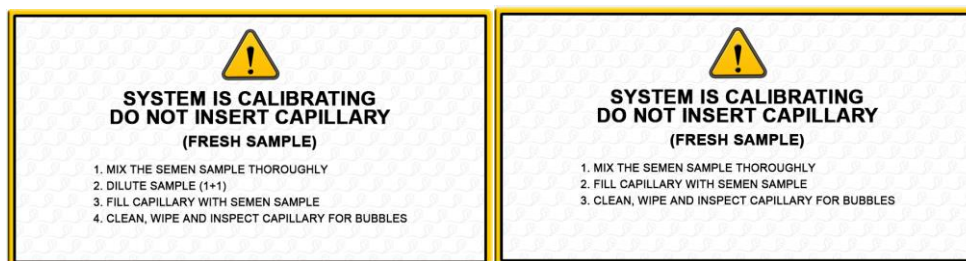 SYSTEM IS CALIBRATING
DO NOT INSERT CAPILLARY
(FRESH SAMPLE)
1. MIX THE SEMEN SAMPLE THOROUGHLY
2. DILUTE SAMPLE (1+1)
3. FILL CAPILLARY WITH SEMEN SAMPLE
4. CLEAN, WIPE AND INSPECT CAPILLARY FOR BUBBLES
SYSTEM IS CALIBRATING
DO NOT INSERT CAPILLARY
(FRESH SAMPLE)
1. MIX THE SEMEN SAMPLE THOROUGHLY
2. FILL CAPILLARY WITH SEMEN SAMPLE
3. CLEAN, WIPE AND INSPECT CAPILLARY FOR BUBBLES